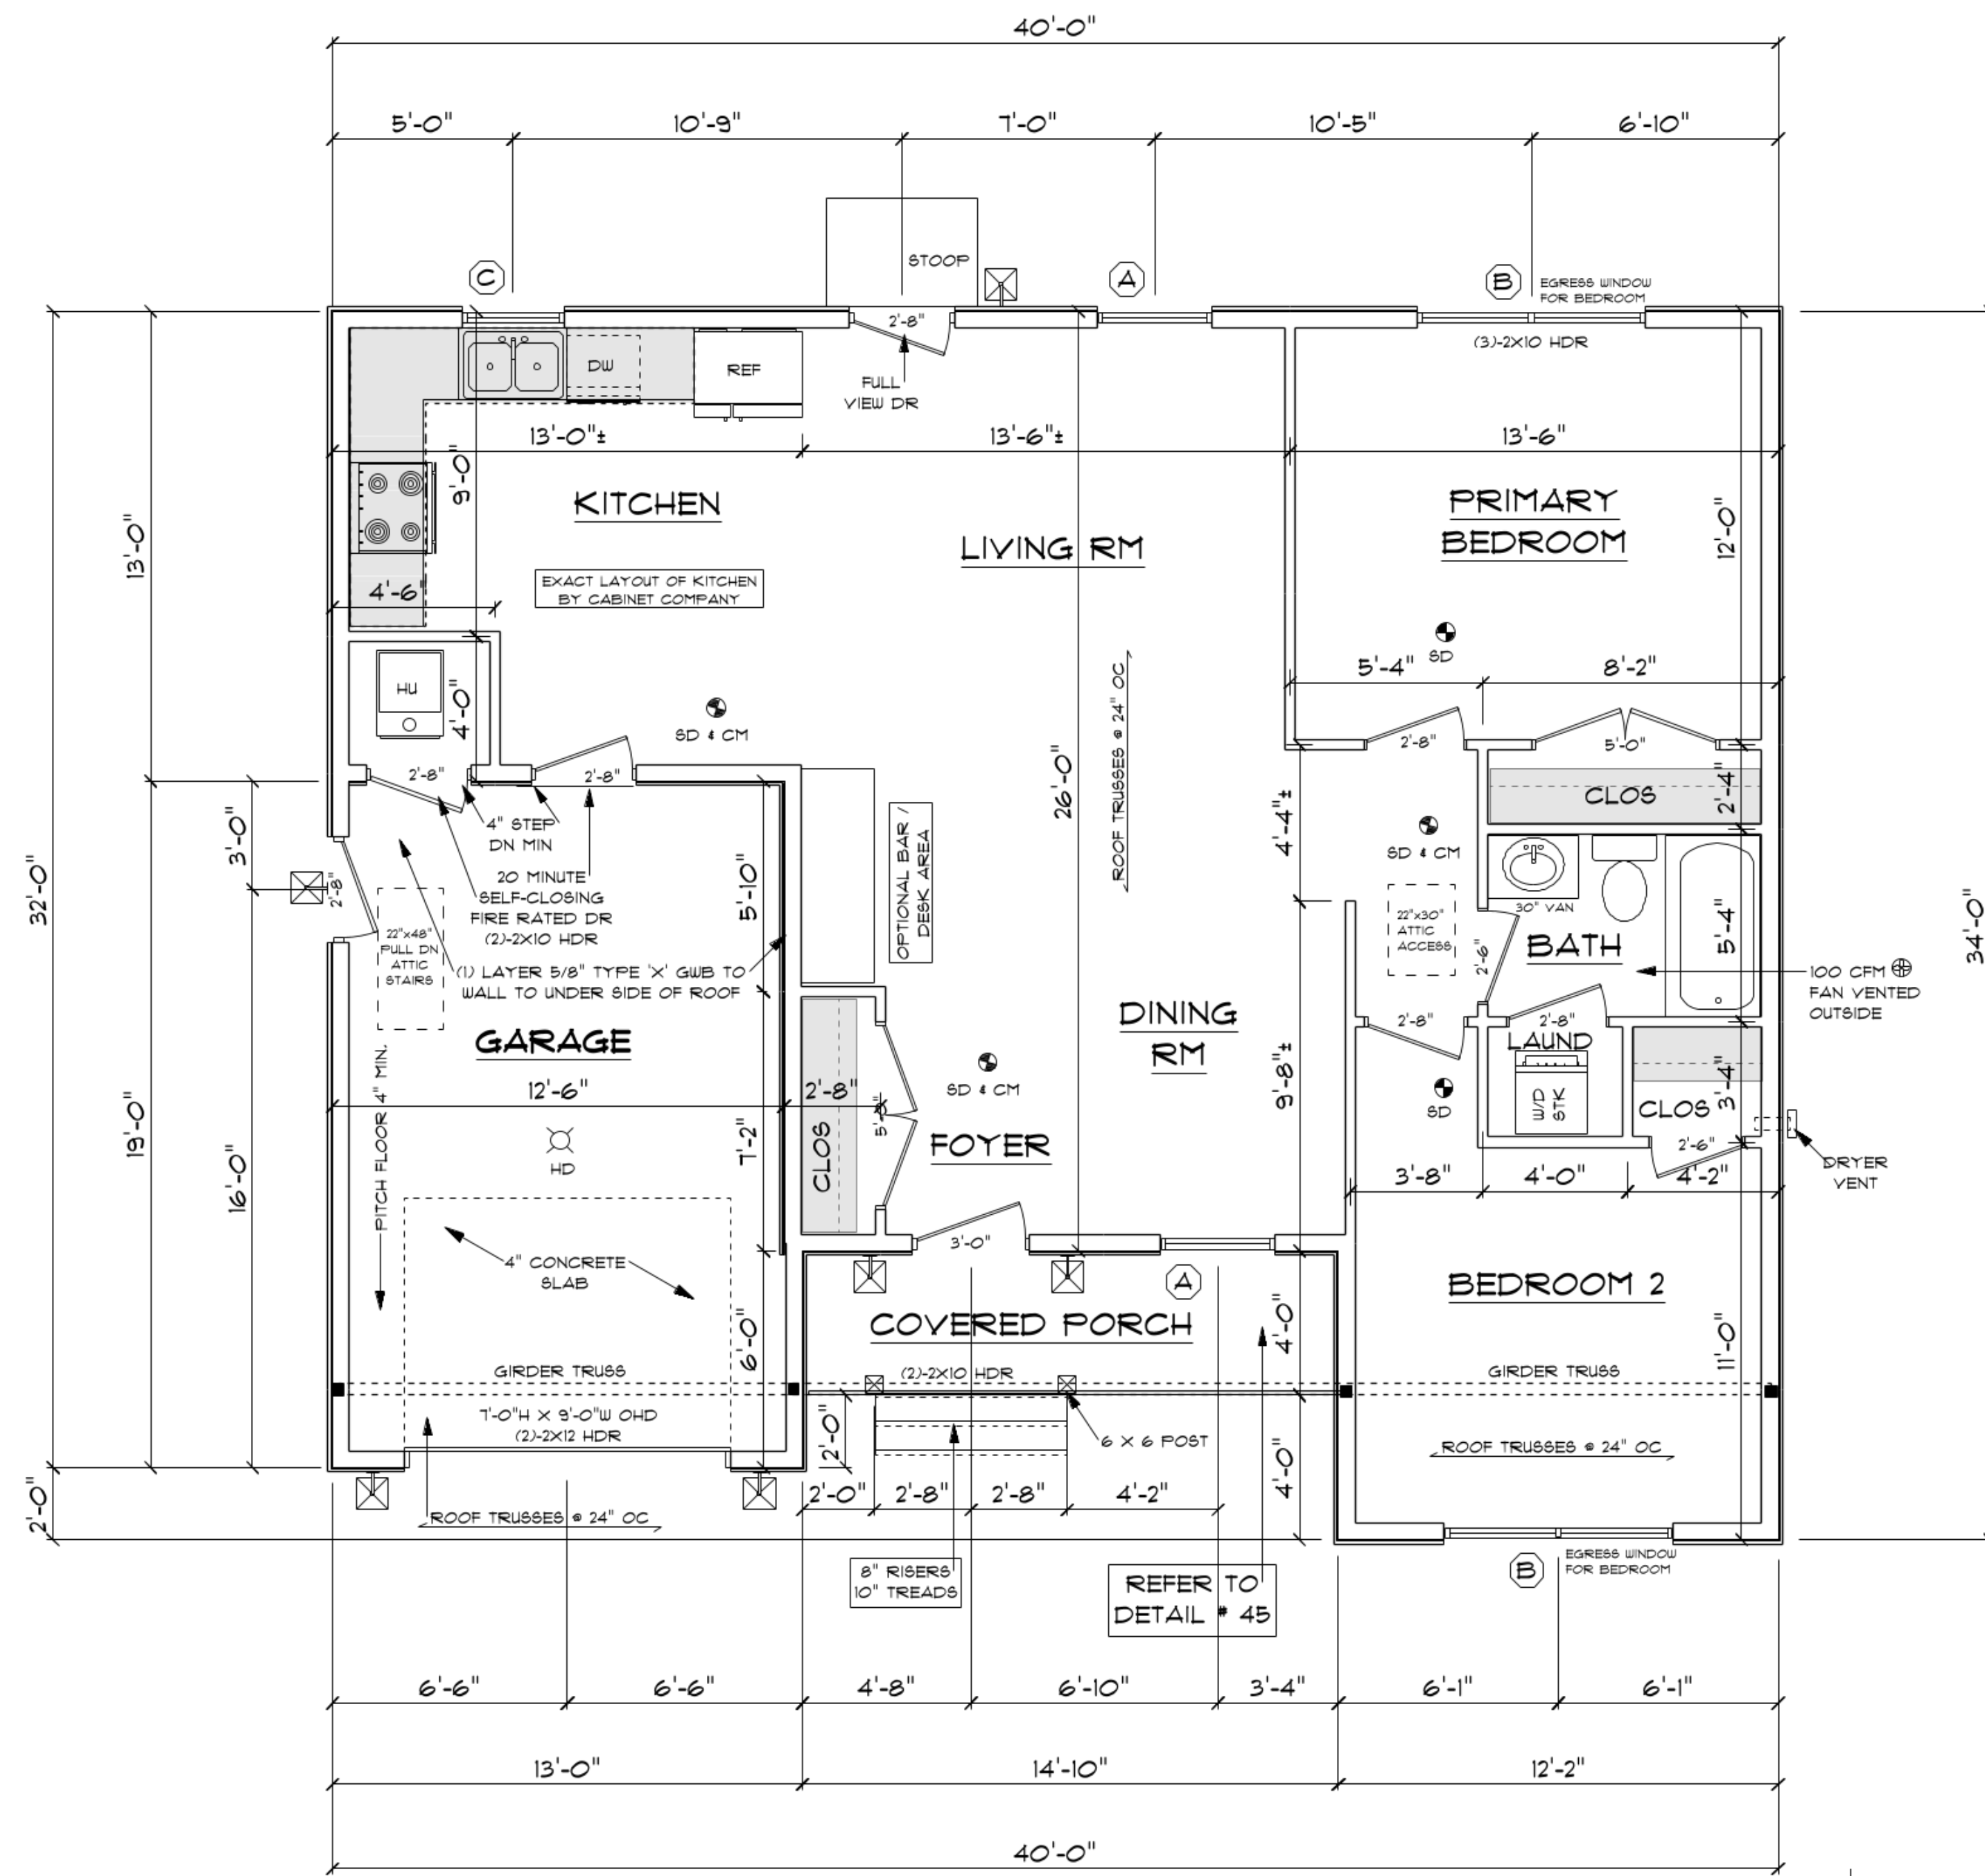 40'-0"
5'-0"
10'-9"
7'-0"
10'-5"
6'-10"
STOOP
C
A
B
EGRESS WINDOW
FOR BEDROOM
2'-8"
(3)-2X10 HDR
DW
REF
FULL
VIEW DR
13'-0"±
13'-6"±
13'-6"
9'-0"
KITCHEN
LIVING RM
PRIMARY
BEDROOM
12'-0"
13'-0"
EXACT LAYOUT OF KITCHEN
BY CABINET COMPANY
4'-6"
SD
5'-4"
8'-2"
HU
4'-0"
SD & CM
ROOF TRUSSES @ 24" OC
26'-0"
2'-8"
5'-0"
2'-8"
2'-8"
CLOS
2'-4"
4'-4"±
3'-0"
4" STEP
DN MIN
OPTIONAL BAR /
DESK AREA
SD & CM
32'-0"
2'-8"
20 MINUTE
SELF-CLOSING
FIRE RATED DR
(2)-2X10 HDR
5'-10"
30" VAN
22"x30"
ATTIC
ACCESS
2'-6"
BATH
5'-4"
34'-0"
22"x48"
PULL DN
ATTIC
STAIRS
(1) LAYER 5/8" TYPE 'X' GWB TO
WALL TO UNDER SIDE OF ROOF
100 CFM
FAN VENTED
OUTSIDE
GARAGE
DINING
RM
2'-8"
2'-8"
LAUND
PITCH FLOOR 4" MIN.
12'-6"
2'-8"
SD & CM
9'-8"±
SD
W/D
STK
CLOS
3'-4"
19'-0"
16'-0"
HD
7'-2"
CLOS
5'-0"
FOYER
2'-6"
DRYER
VENT
3'-8"
4'-0"
4'-2"
4" CONCRETE
SLAB
3'-0"
A
BEDROOM 2
COVERED PORCH
6'-0"
4'-0"
11'-0"
GIRDER TRUSS
(2)-2X10 HDR
GIRDER TRUSS
7'-0"H X 9'-0"W OHD
(2)-2X12 HDR
2'-0"
6 X 6 POST
4'-0"
ROOF TRUSSES @ 24" OC
2'-0"
ROOF TRUSSES @ 24" OC
2'-0"
2'-8"
2'-8"
4'-2"
8" RISERS
10" TREADS
REFER TO
DETAIL # 45
B
EGRESS WINDOW
FOR BEDROOM
6'-6"
6'-6"
4'-8"
6'-10"
3'-4"
6'-1"
6'-1"
13'-0"
14'-10"
12'-2"
40'-0"